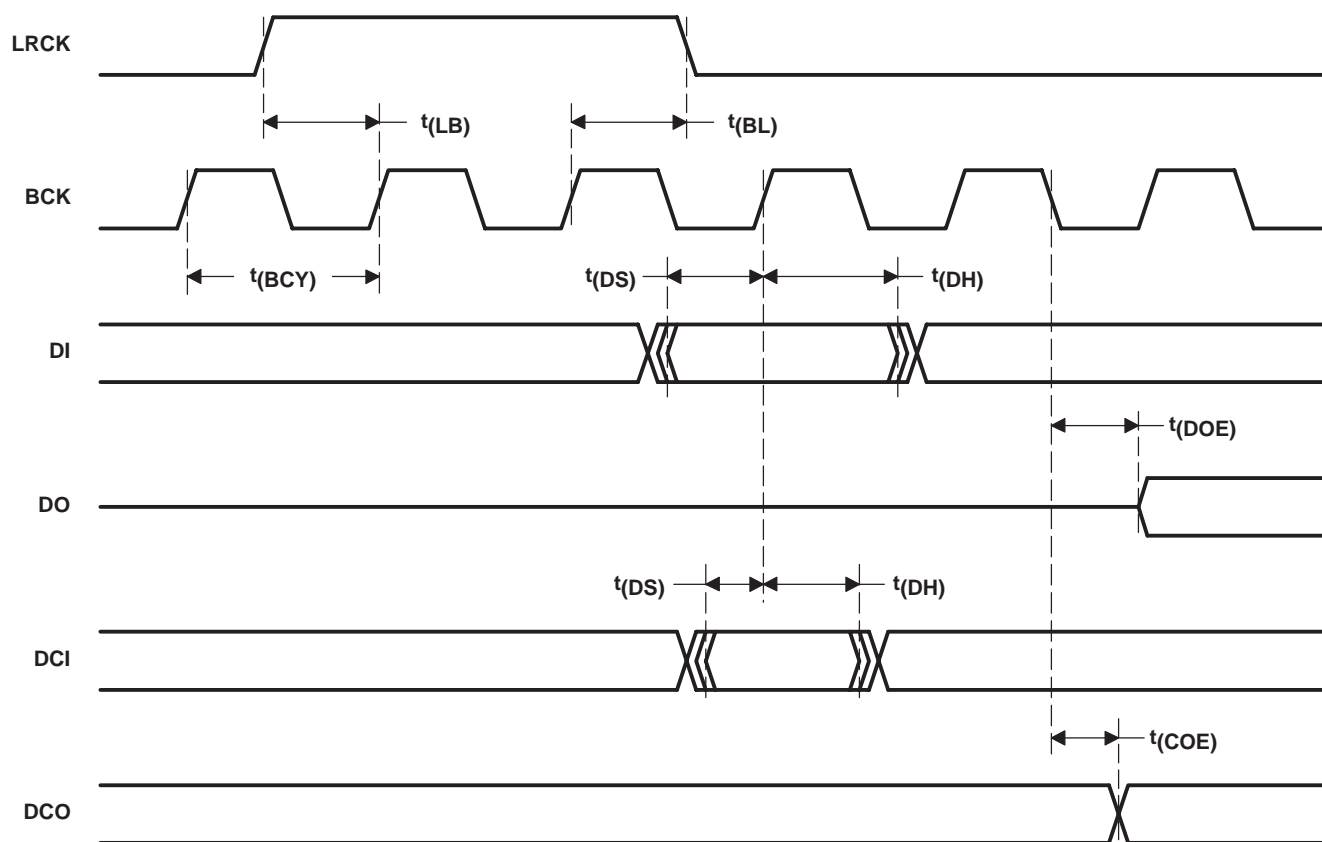 LRCK
t(LB)
t(BL)
BCK
t(BCY)
t(DS)
t(DH)
DI
t(DOE)
DO
t(DS)
t(DH)
DCI
t(COE)
DCO